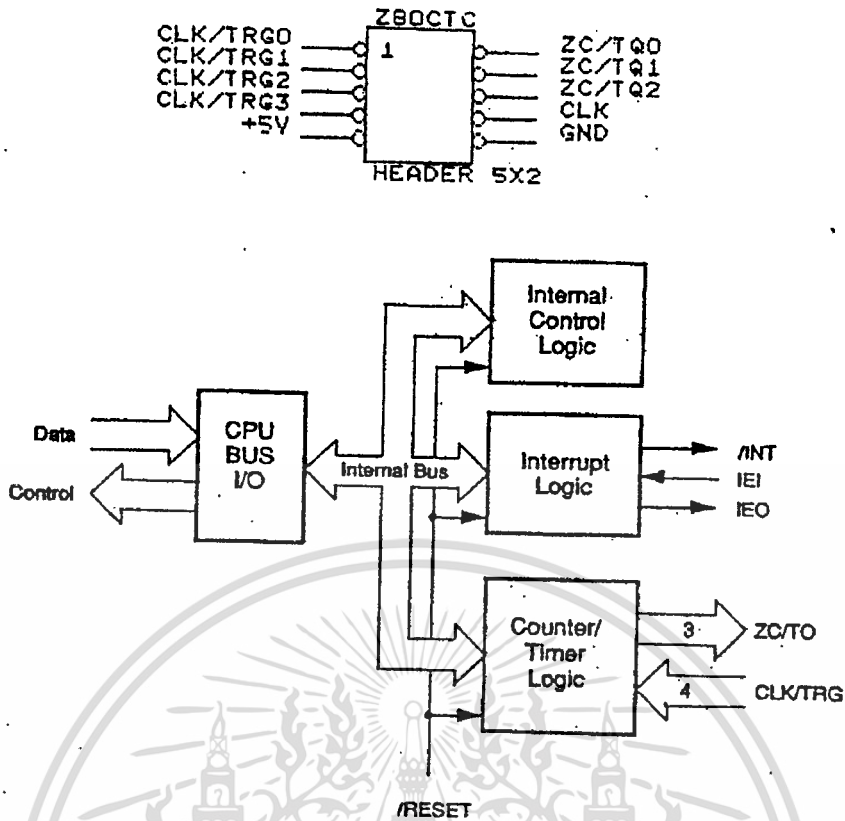 Z80CTC
CLK/TRG0
CLK/TRG1
CLK/TRG2
CLK/TRG3
+5V
1
ZC/TQ0
ZC/TQ1
ZC/TQ2
CLK
GND
HEADER 5X2
Internal
Control
Logic
Data
Control
CPU
BUS
I/O
Internal Bus
Interrupt
Logic
/INT
IEI
IEO
Counter/
Timer
Logic
3
ZC/TO
4
CLK/TRG
/RESET